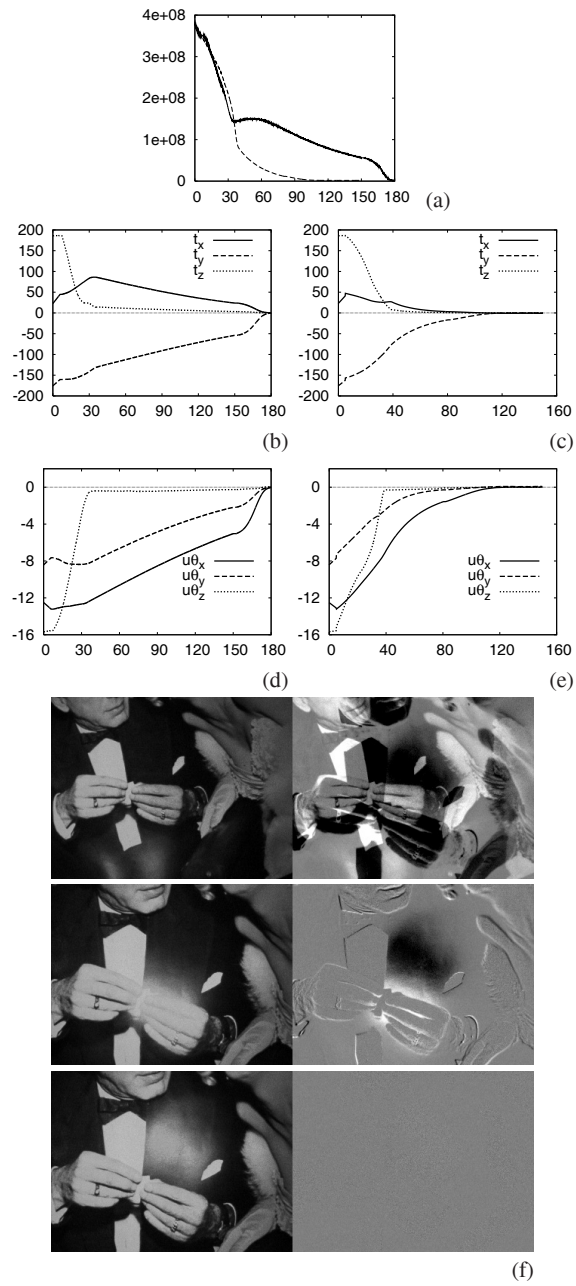 4e+08
3e+08
2e+08
1e+08
0
0 30 60 90 120 150 180
(a)
200
150
100
50
0
-50
-100
-150
-200
t_x
t_y
t_z
0 30 60 90 120 150 180
(b)
200
150
100
50
0
-50
-100
-150
-200
t_x
t_y
t_z
0 40 80 120 160
(c)
0
-4
-8
-12
-16
uθ_x
uθ_y
uθ_z
0 30 60 90 120 150 180
(d)
0
-4
-8
-12
-16
uθ_x
uθ_y
uθ_z
0 40 80 120 160
(e)
(f)